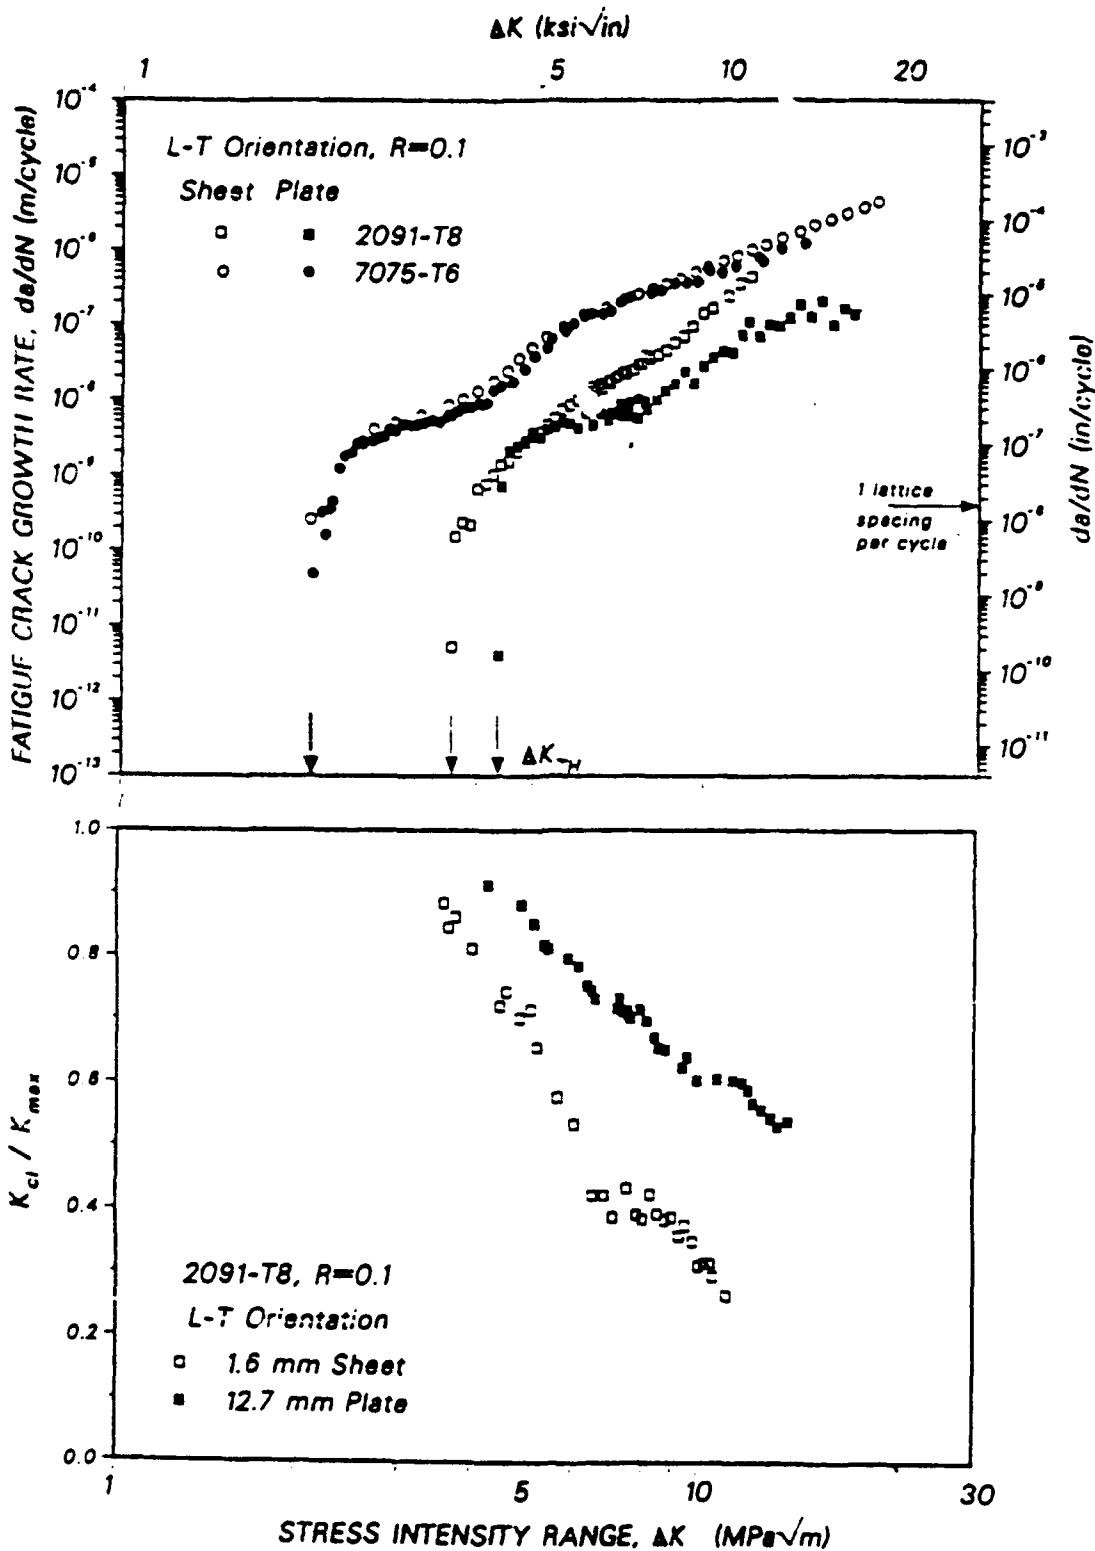 ΔK (ksi√in)
1 5 10 20
FATIGUE CRACK GROWTH RATE, da/dN (m/cycle)
10⁻⁴
10⁻⁵
10⁻⁶
10⁻⁷
10⁻⁸
10⁻⁹
10⁻¹⁰
10⁻¹¹
10⁻¹²
10⁻¹³
L-T Orientation, R=0.1
Sheet Plate
2091-T8
7075-T6
1 lattice
spacing
per cycle
ΔK_TH
10⁻³
10⁻⁴
10⁻⁵
10⁻⁶
10⁻⁷
10⁻⁸
10⁻⁹
10⁻¹⁰
10⁻¹¹
da/dN (in/cycle)
K_cl / K_max
1.0
0.8
0.6
0.4
0.2
0.0
2091-T8, R=0.1
L-T Orientation
1.6 mm Sheet
12.7 mm Plate
1 5 10 30
STRESS INTENSITY RANGE, ΔK (MPa√m)